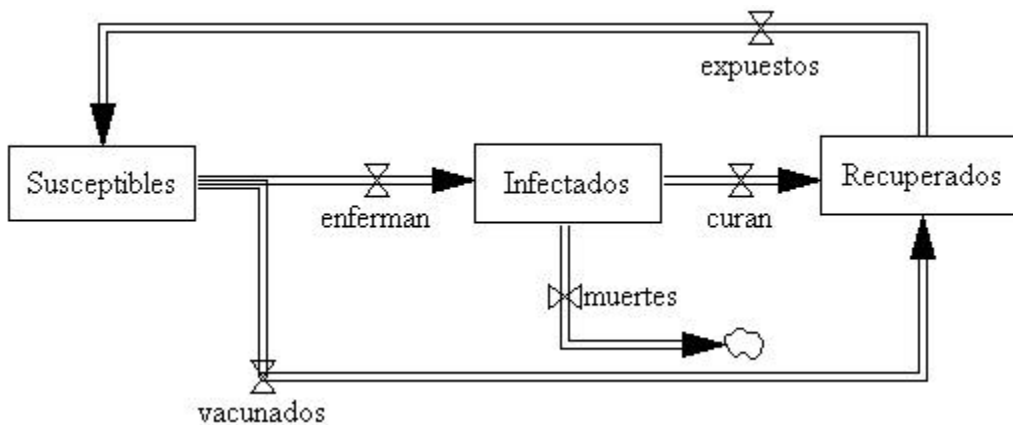 expuestos
Susceptibles
enferman
Infectados
curan
Recuperados
muertes
vacunados